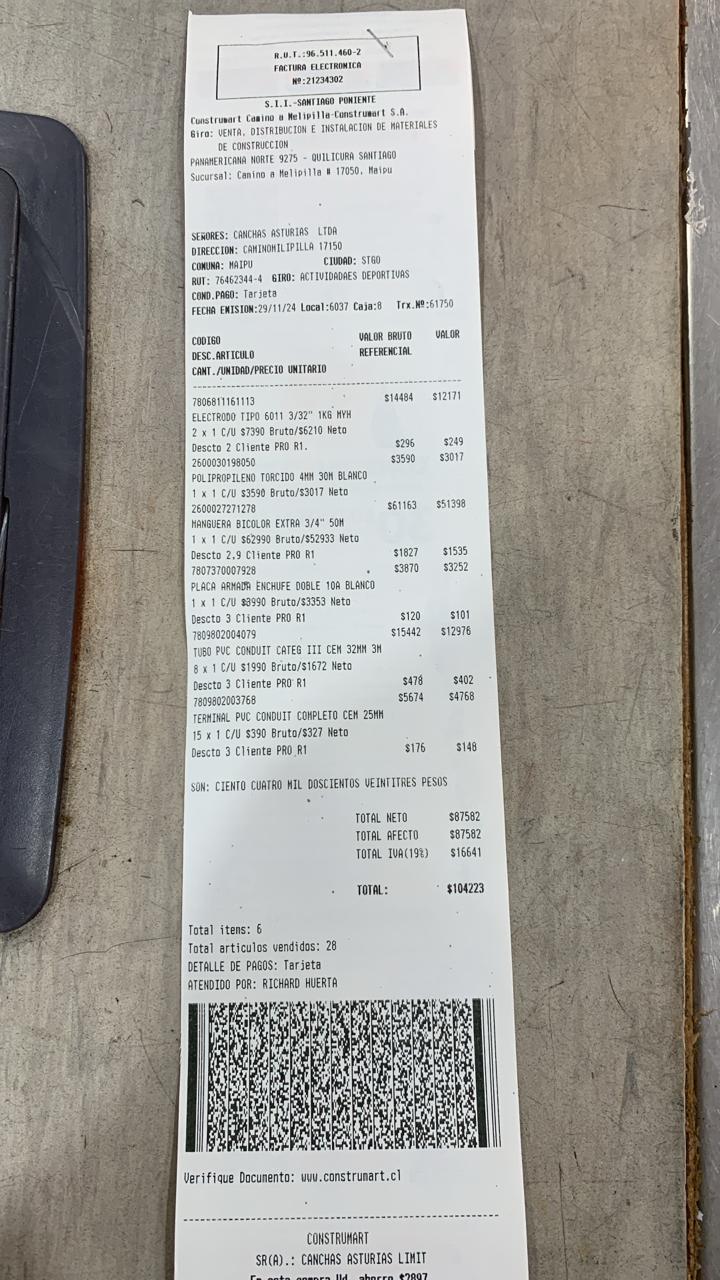 R.U.T.:96.511.460-2
FACTURA ELECTRONICA
Nº:21234302
S.I.I.-SANTIAGO PONIENTE
Construmart Camino a Melipilla-Construmart S.A.
Giro: VENTA, DISTRIBUCION E INSTALACION DE MATERIALES
DE CONSTRUCCION
PANAMERICANA NORTE 9275 - QUILICURA SANTIAGO
Sucursal: Camino a Melipilla # 17050, Maipu
SEÑORES: CANCHAS ASTURIAS LTDA
DIRECCION: CAMINOMILIPILLA 17150
COMUNA: MAIPU CIUDAD: STGO
RUT: 76462344-4 GIRO: ACTIVIDADAES DEPORTIVAS
COND.PAGO: Tarjeta
FECHA EMISION:29/11/24 Local:6037 Caja:8 Trx.Nº:61750
CODIGO VALOR BRUTO VALOR
DESC.ARTICULO REFERENCIAL
CANT./UNIDAD/PRECIO UNITARIO
7806811161113 $14484 $12171
ELECTRODO TIPO 6011 3/32" 1KG MYH
2 x 1 C/U $7390 Bruto/$6210 Neto
Descto 2 Cliente PRO R1. $296 $249
2600030198050 $3590 $3017
POLIPROPILENO TORCIDO 4MM 30M BLANCO
1 x 1 C/U $3590 Bruto/$3017 Neto
2600027271278 $61163 $51398
MANGUERA BICOLOR EXTRA 3/4" 50M
1 x 1 C/U $62990 Bruto/$52933 Neto
Descto 2.9 Cliente PRO R1 $1827 $1535
7807370007928 $3870 $3252
PLACA ARMADA ENCHUFE DOBLE 10A BLANCO
1 x 1 C/U $3990 Bruto/$3353 Neto
Descto 3 Cliente PRO R1 $120 $101
7809802004079 $15442 $12976
TUBO PVC CONDUIT CATEG III CEM 32MM 3M
8 x 1 C/U $1990 Bruto/$1672 Neto
Descto 3 Cliente PRO R1 $478 $402
7809802003768 $5674 $4768
TERMINAL PVC CONDUIT COMPLETO CEM 25MM
15 x 1 C/U $390 Bruto/$327 Neto
Descto 3 Cliente PRO R1 $176 $148
SON: CIENTO CUATRO MIL DOSCIENTOS VEINTITRES PESOS
TOTAL NETO $87582
TOTAL AFECTO $87582
TOTAL IVA(19%) $16641
TOTAL: $104223
Total itens: 6
Total articulos vendidos: 28
DETALLE DE PAGOS: Tarjeta
ATENDIDO POR: RICHARD HUERTA
Verifique Documento: www.construmart.cl
CONSTRUMART
SR(A).: CANCHAS ASTURIAS LIMIT
En esta compra Ud. ahorro $2897